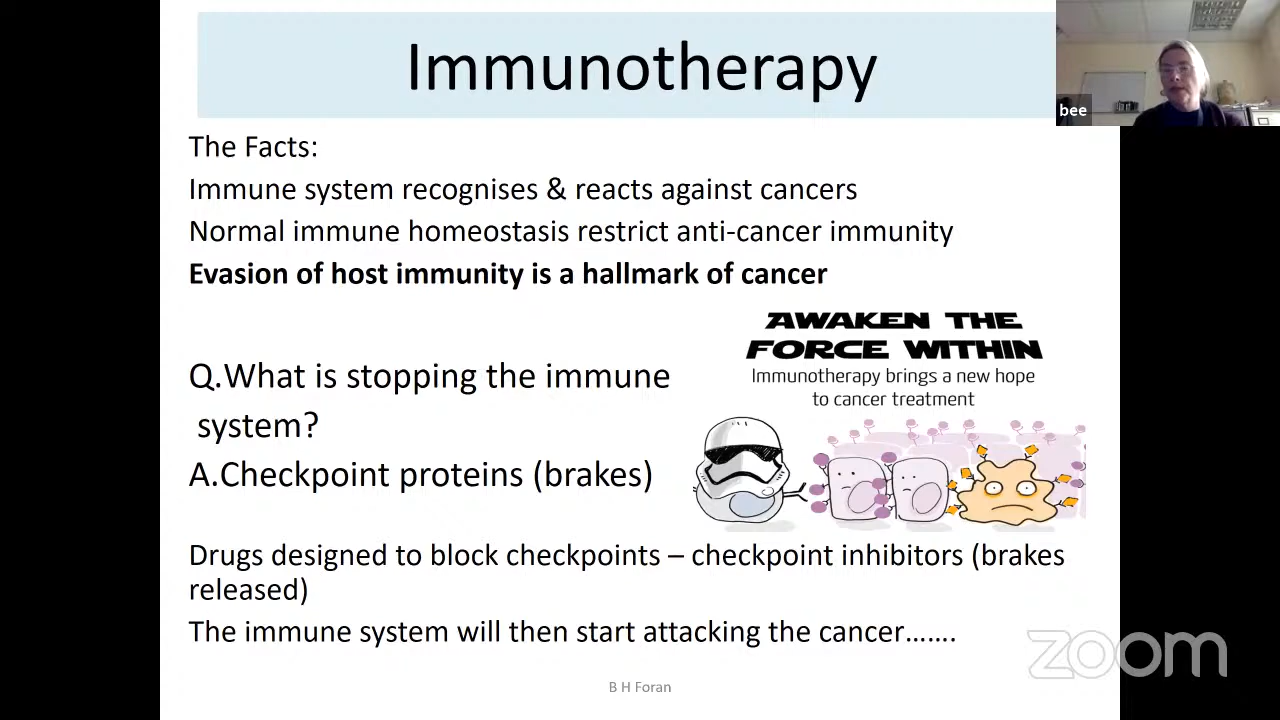 Immunotherapy
bee
The Facts:
Immune system recognises & reacts against cancers
Normal immune homeostasis restrict anti-cancer immunity
Evasion of host immunity is a hallmark of cancer
AWAKEN THE
FORCE WITHIN
Immunotherapy brings a new hope
to cancer treatment
Q.What is stopping the immune
system?
A.Checkpoint proteins (brakes)
Drugs designed to block checkpoints – checkpoint inhibitors (brakes
released)
The immune system will then start attacking the cancer…….
zoom
B H Foran